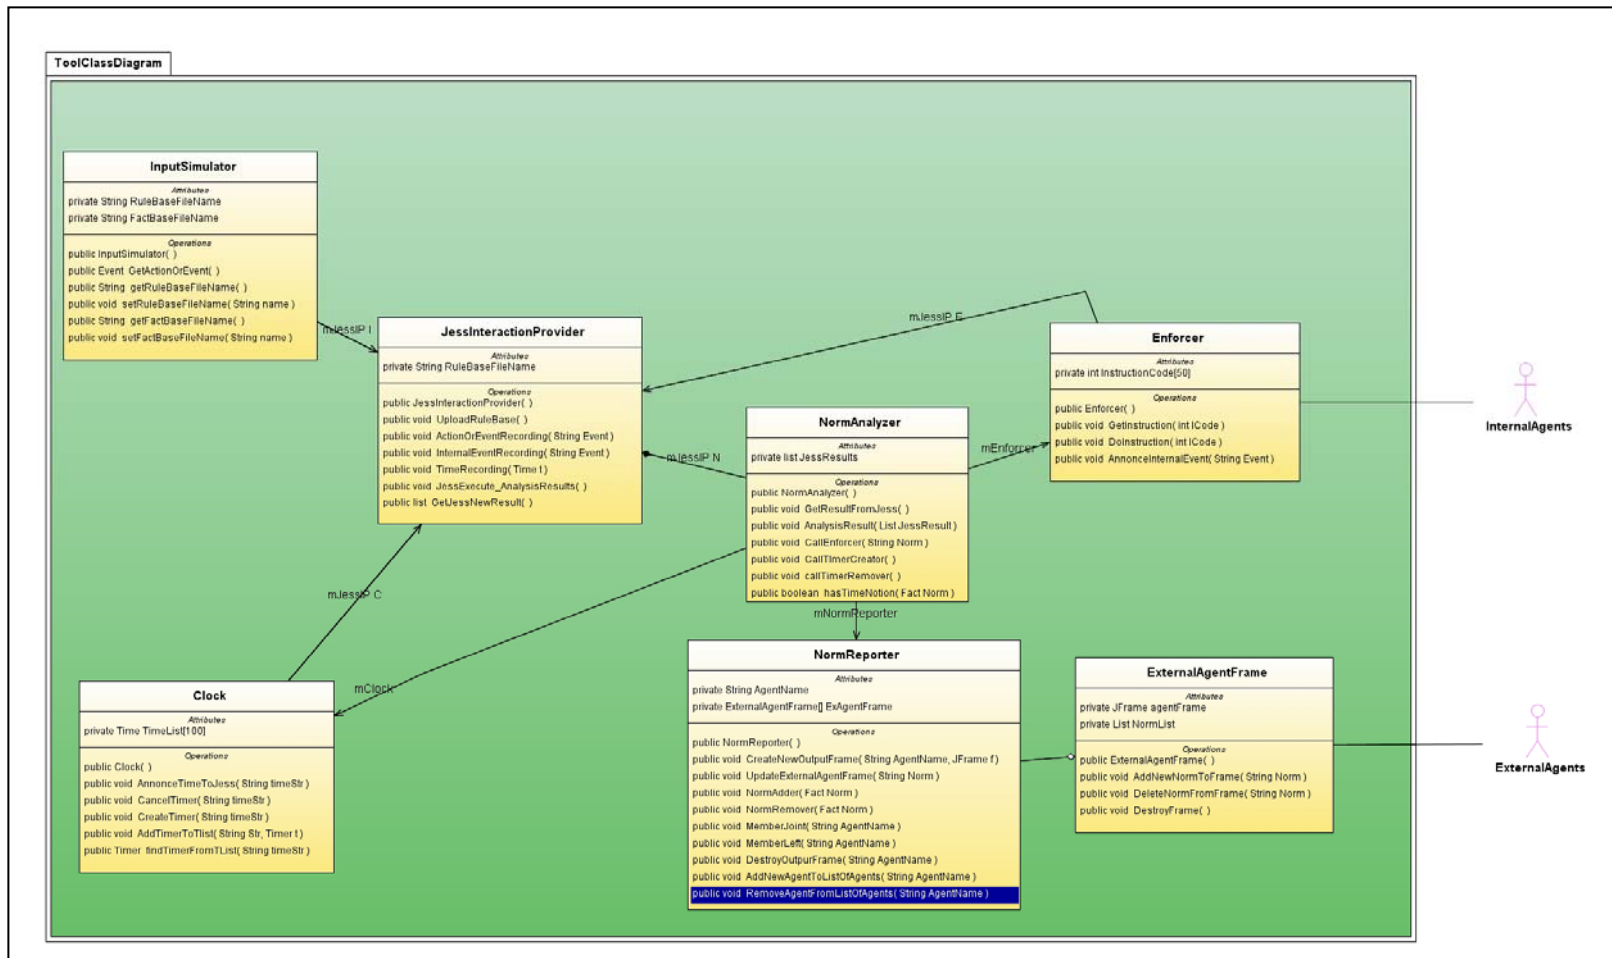 ToolClassDiagram
InputSimulator
Attributes
private String RuleBaseFileName
private String FactBaseFileName
Operations
public InputSimulator( )
public Event GetActionOrEvent( )
public String getRuleBaseFileName( )
public void setRuleBaseFileName( String name )
public String getFactBaseFileName( )
public void setFactBaseFileName( String name )
mJessIP I
JessInteractionProvider
Attributes
private String RuleBaseFileName
Operations
public JessInteractionProvider( )
public void UploadRuleBase( )
public void ActionOrEventRecording( String Event )
public void InternalEventRecording( String Event )
public void TimeRecording( Time t )
public void JessExecute_AnalysisResults( )
public list GetJessNewResult( )
mJessIP E
Enforcer
Attributes
private int InstructionCode[50]
Operations
public Enforcer( )
public void GetInstruction( int ICode )
public void DoInstruction( int ICode )
public void AnnonceInternalEvent( String Event )
InternalAgents
mJessIP N
NormAnalyzer
Attributes
private list JessResults
Operations
public NormAnalyzer( )
public void GetResultFromJess( )
public void AnalysisResult( List JessResult )
public void CallEnforcer( String Norm )
public void CallTimerCreator( )
public void callTimerRemover( )
public boolean hasTimeNotion( Fact Norm )
mEnforcer
mJessIP C
mClock
mNormReporter
Clock
Attributes
private Time TimeList[100]
Operations
public Clock( )
public void AnnonceTimeToJess( String timeStr )
public void CancelTimer( String timeStr )
public void CreateTimer( String timeStr )
public void AddTimerToTlist( String Str, Timer t )
public Timer findTimerFromTList( String timeStr )
NormReporter
Attributes
private String AgentName
private ExternalAgentFrame[] ExAgentFrame
Operations
public NormReporter( )
public void CreateNewOutputFrame( String AgentName, JFrame f )
public void UpdateExternalAgentFrame( String Norm )
public void NormAdder( Fact Norm )
public void NormRemover( Fact Norm )
public void MemberJoint( String AgentName )
public void MemberLeft( String AgentName )
public void DestroyOutpurFrame( String AgentName )
public void AddNewAgentToListOfAgents( String AgentName )
public void RemoveAgentFromListOfAgents( String AgentName )
ExternalAgentFrame
Attributes
private JFrame agentFrame
private List NormList
Operations
public ExternalAgentFrame( )
public void AddNewNormToFrame( String Norm )
public void DeleteNormFromFrame( String Norm )
public void DestroyFrame( )
ExternalAgents